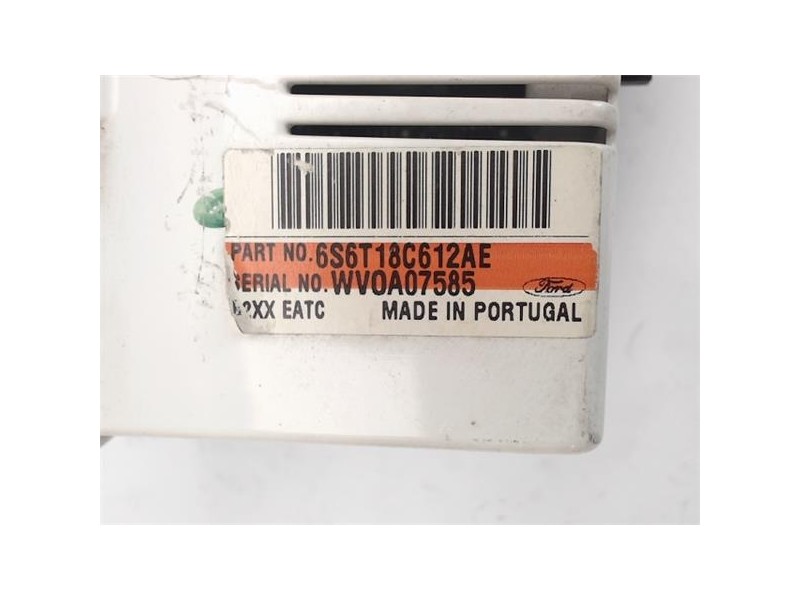 PART NO. 6S6T18C612AE
SERIAL NO. WV0A07585
Ford
EATC MADE IN PORTUGAL